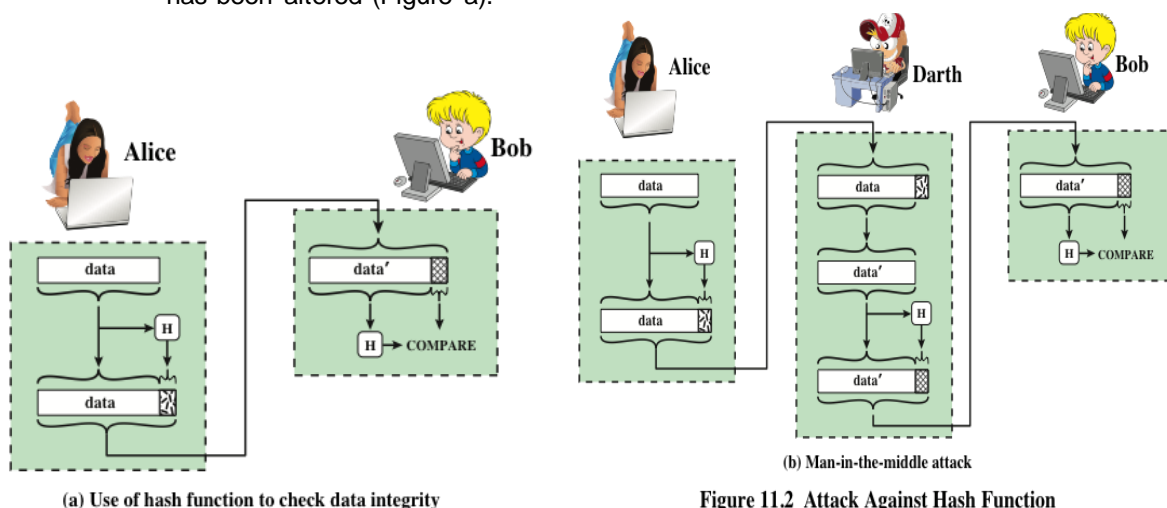 has been altered (Figure a).
Alice
Bob
data
H
data
data′
H
COMPARE
(a) Use of hash function to check data integrity
Alice
Darth
Bob
data
H
data
data
data′
H
data′
data′
H
COMPARE
(b) Man-in-the-middle attack
Figure 11.2 Attack Against Hash Function